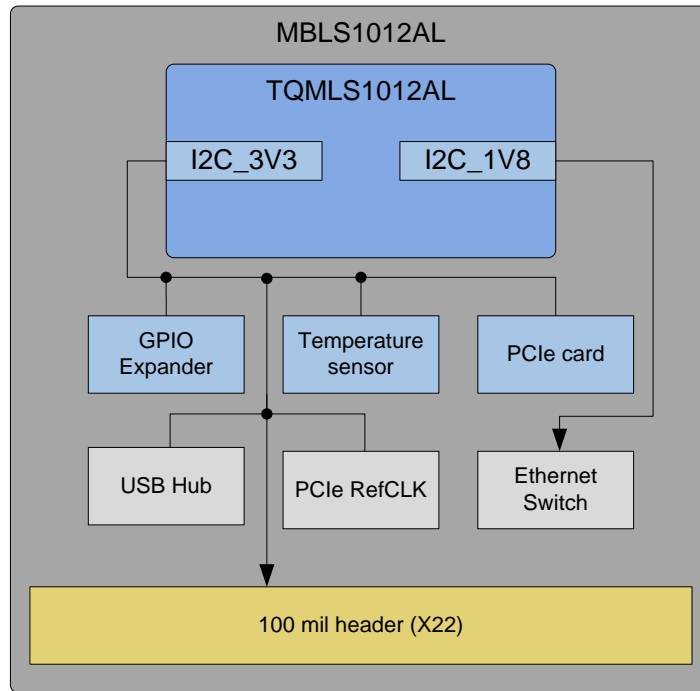 MBLS1012AL
TQMLS1012AL
I2C_3V3
I2C_1V8
GPIO
Expander
Temperature
sensor
PCIe card
USB Hub
PCIe RefCLK
Ethernet
Switch
100 mil header (X22)